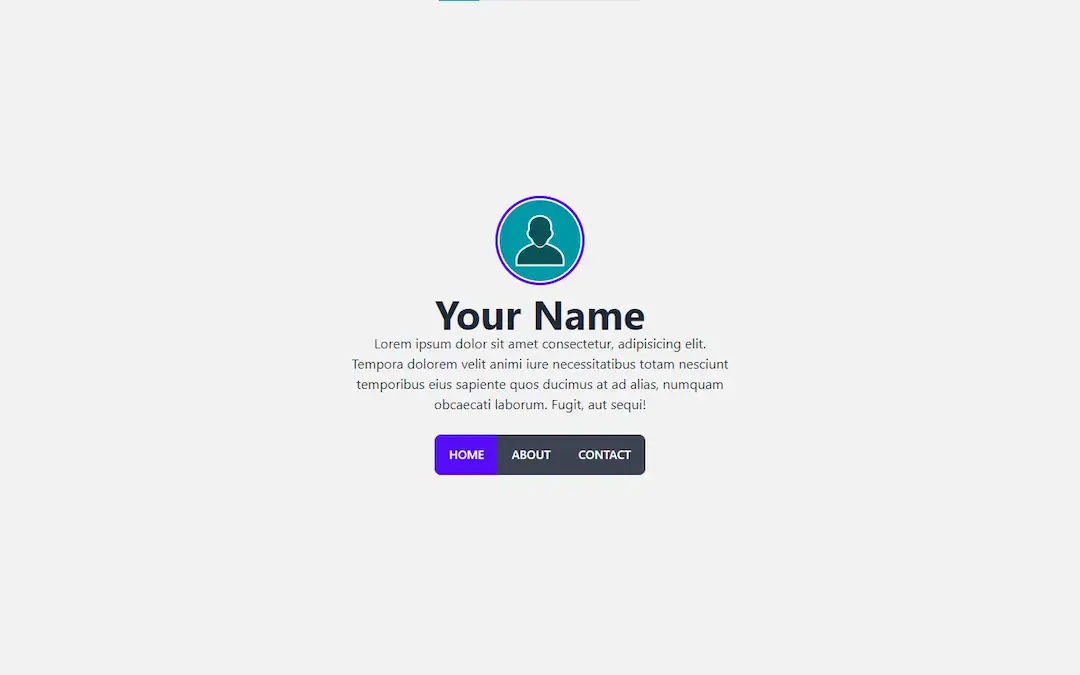 Your Name
Lorem ipsum dolor sit amet consectetur, adipisicing elit.
Tempora dolorem velit animi iure necessitatibus totam nesciunt
temporibus eius sapiente quos ducimus at ad alias, numquam
obcaecati laborum. Fugit, aut sequi!
HOME ABOUT CONTACT